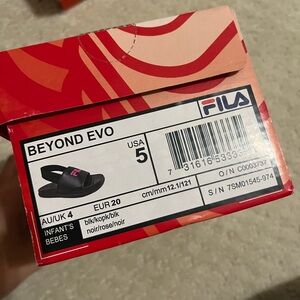 FILA
BEYOND EVO
USA
5
AU/UK 4
EUR 20
cm/mm 12.1/121
O/N C0003737
INFANT'S
BEBES
blk/kopk/blk
noir/rose/noir
S/N 7SM01545-974